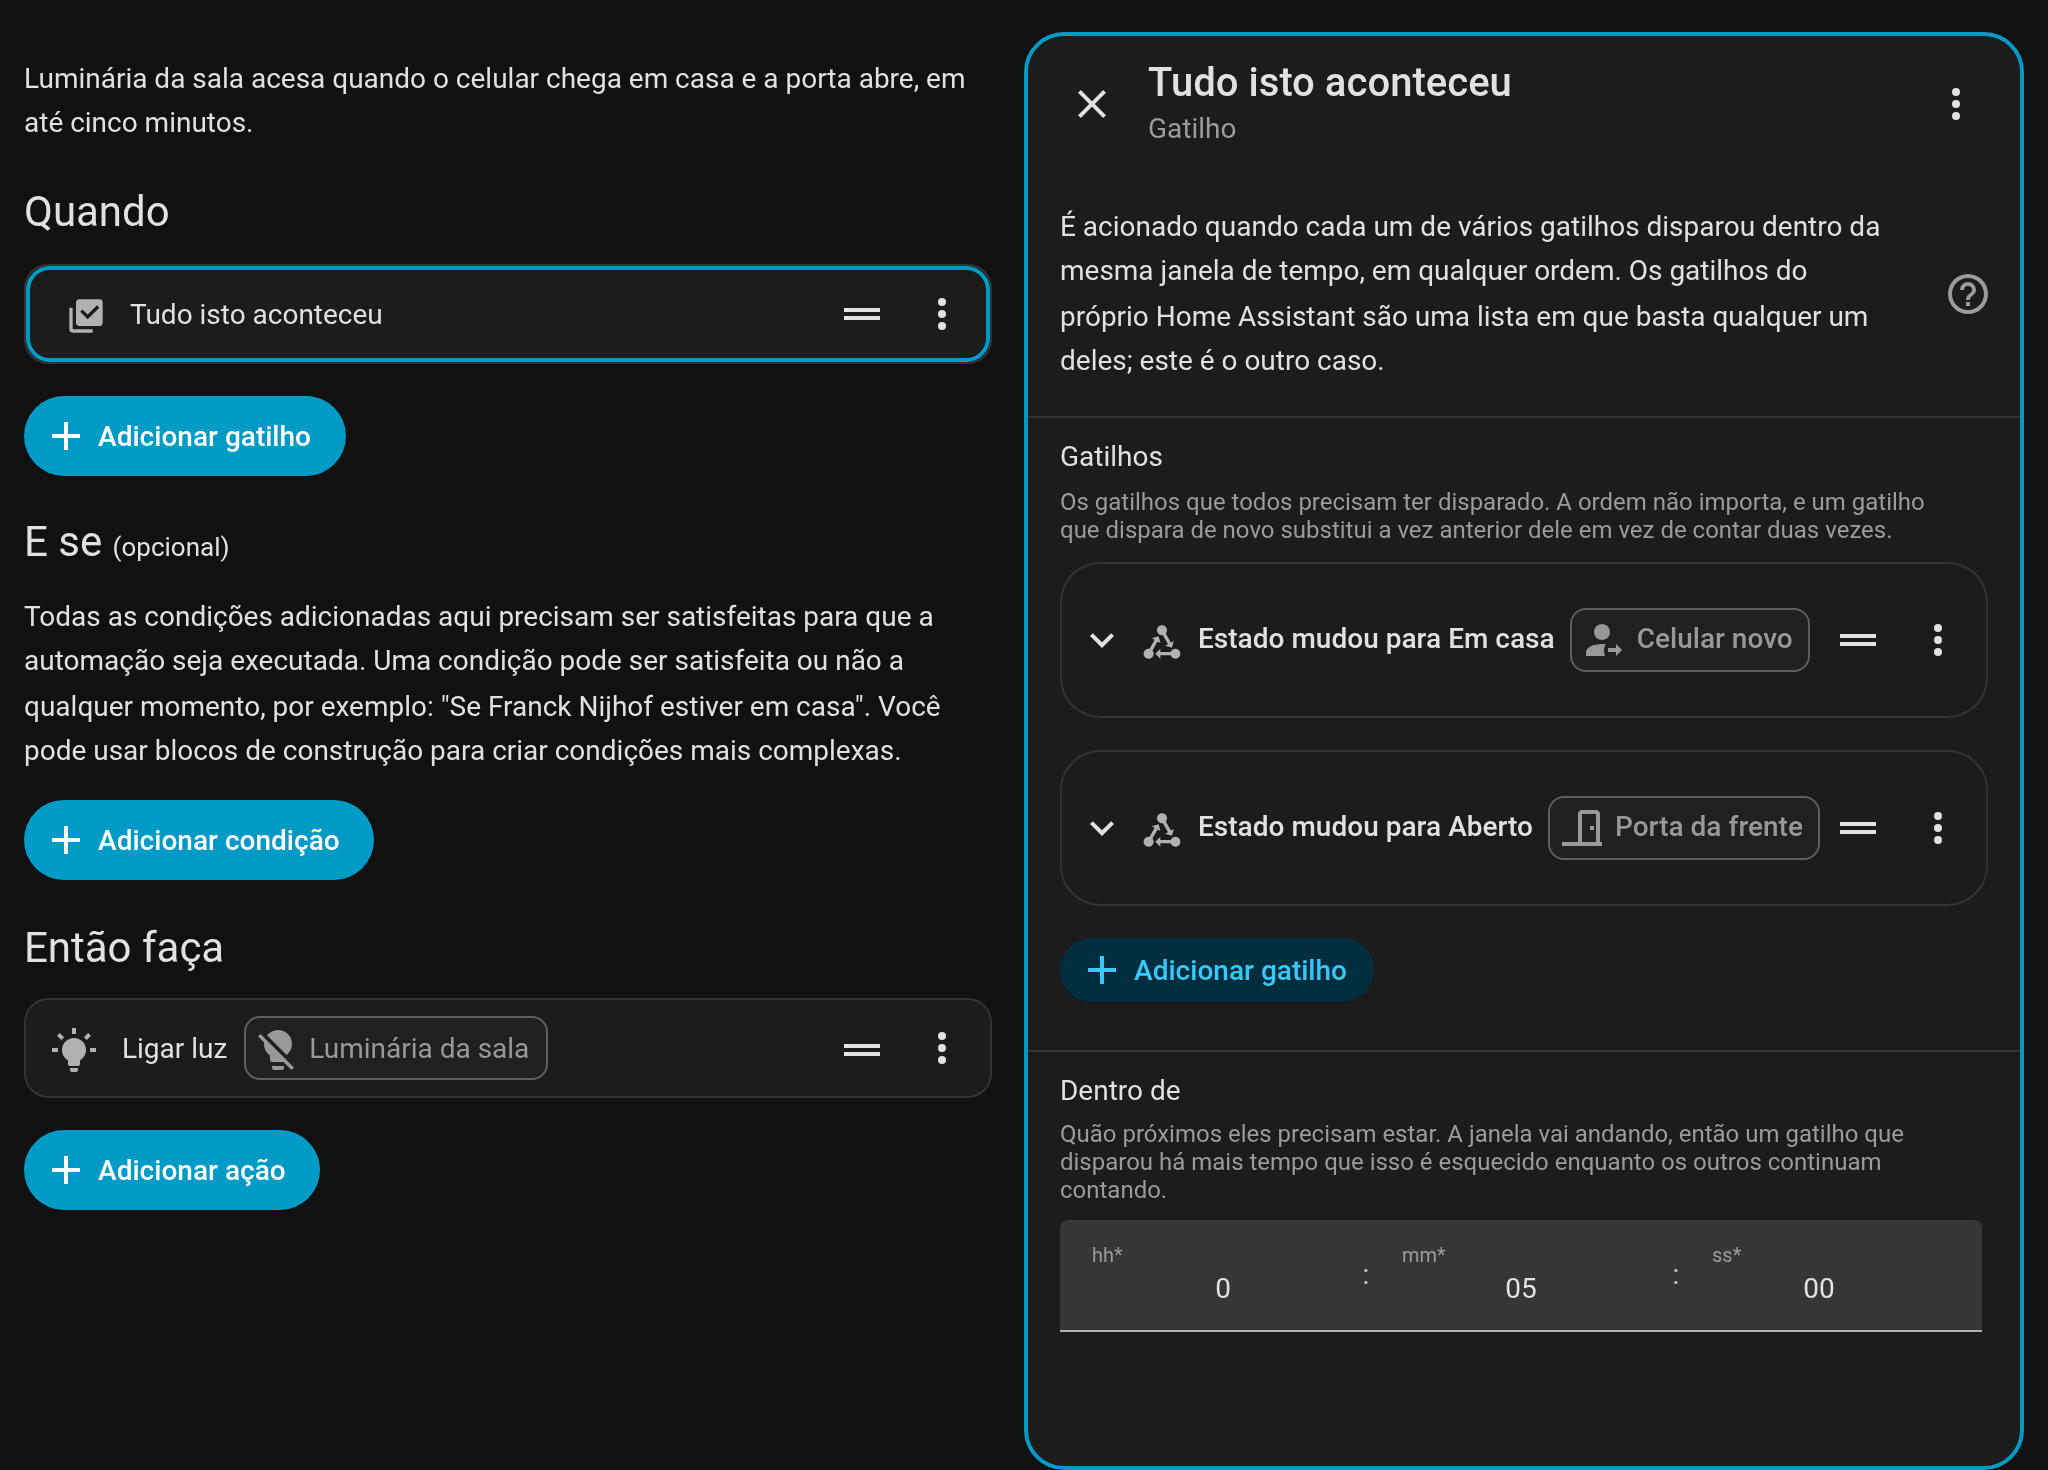 Luminária da sala acesa quando o celular chega em casa e a porta abre, em
até cinco minutos.
Quando
Tudo isto aconteceu
Adicionar gatilho
E se (opcional)
Todas as condições adicionadas aqui precisam ser satisfeitas para que a
automação seja executada. Uma condição pode ser satisfeita ou não a
qualquer momento, por exemplo: "Se Franck Nijhof estiver em casa". Você
pode usar blocos de construção para criar condições mais complexas.
Adicionar condição
Então faça
Ligar luz Luminária da sala
Adicionar ação
Tudo isto aconteceu
Gatilho
É acionado quando cada um de vários gatilhos disparou dentro da
mesma janela de tempo, em qualquer ordem. Os gatilhos do
próprio Home Assistant são uma lista em que basta qualquer um
deles; este é o outro caso.
Gatilhos
Os gatilhos que todos precisam ter disparado. A ordem não importa, e um gatilho
que dispara de novo substitui a vez anterior dele em vez de contar duas vezes.
Estado mudou para Em casa Celular novo
Estado mudou para Aberto Porta da frente
Adicionar gatilho
Dentro de
Quão próximos eles precisam estar. A janela vai andando, então um gatilho que
disparou há mais tempo que isso é esquecido enquanto os outros continuam
contando.
hh* mm* ss*
0 : 05 : 00